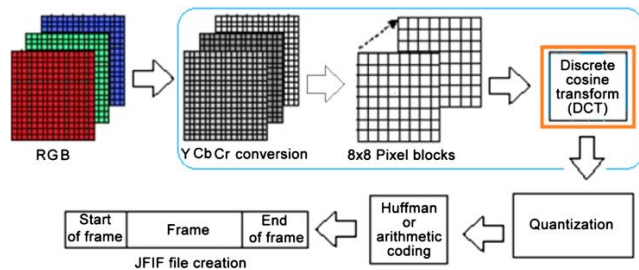 RGB
Y Cb Cr conversion
8x8 Pixel blocks
Discrete
cosine
transform
(DCT)
Start
of frame
Frame
End
of frame
JFIF file creation
Huffman
or
arithmetic
coding
Quantization